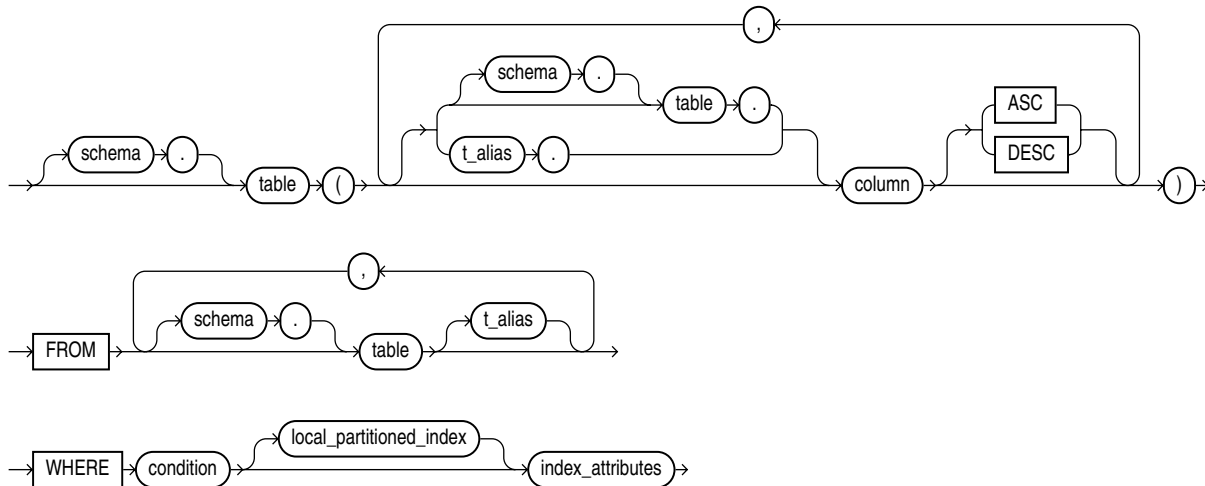 ,
schema .
table . ASC
schema . t_alias . DESC
table ( column )
,
schema . t_alias
FROM table
local_partitioned_index
WHERE condition index_attributes